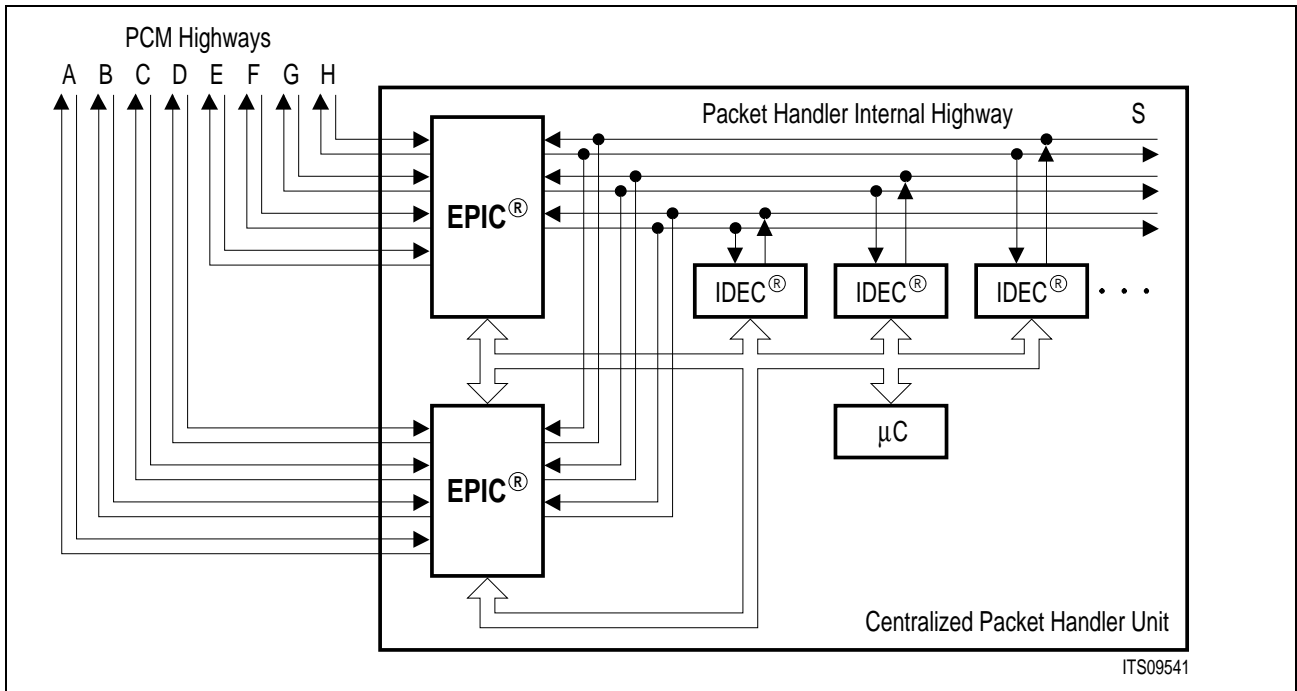 PCM Highways
A B C D E F G H
Packet Handler Internal Highway S
EPIC®
IDEC® IDEC® IDEC® . . .
EPIC®
µC
Centralized Packet Handler Unit
ITS09541